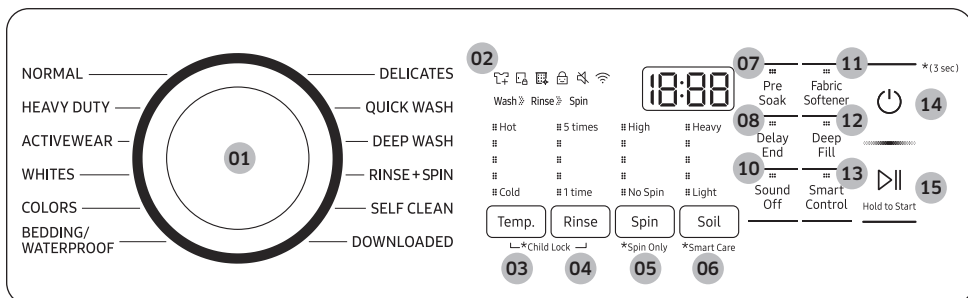 NORMAL
HEAVY DUTY
ACTIVEWEAR
WHITES
COLORS
BEDDING/
WATERPROOF
01
DELICATES
QUICK WASH
DEEP WASH
RINSE+SPIN
SELF CLEAN
DOWNLOADED
02
Wash》 Rinse》 Spin
18:88
Hot 5 times High Heavy
Cold 1 time No Spin Light
Temp. Rinse Spin Soil
*Child Lock *Spin Only *Smart Care
03 04 05 06
07 11
Pre
Soak
Fabric
Softener
08 12
Delay
End
Deep
Fill
10 13
Sound
Off
Smart
Control
*(3 sec)
14
15
Hold to Start